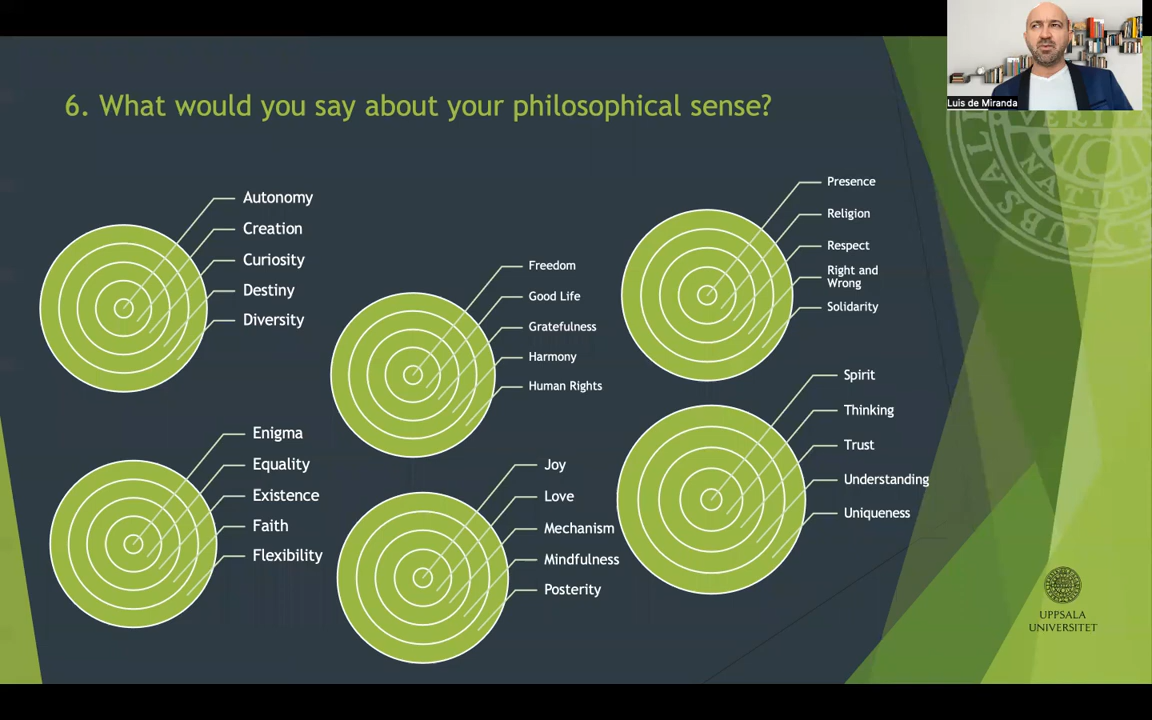 Luis de Miranda
6. What would you say about your philosophical sense?
Autonomy
Creation
Curiosity
Destiny
Diversity
Freedom
Good Life
Gratefulness
Harmony
Human Rights
Presence
Religion
Respect
Right and
Wrong
Solidarity
Enigma
Equality
Existence
Faith
Flexibility
Joy
Love
Mechanism
Mindfulness
Posterity
Spirit
Thinking
Trust
Understanding
Uniqueness
UPPSALA
UNIVERSITET